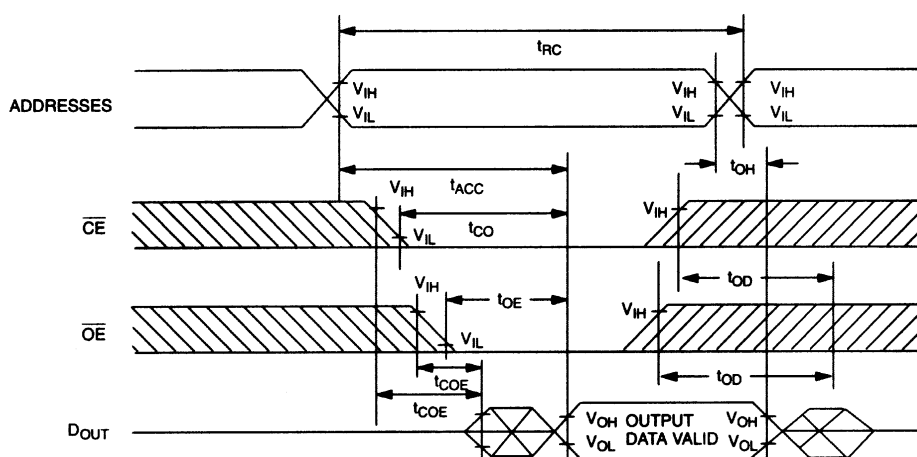 tRC
ADDRESSES
VIH VIH VIH
VIL VIL VIL
tOH
tACC
VIH
CE VIH
tCO
VIL
tOD
VIH
OE tOE VIH
VIL
tCOE tOD
tCOE
DOUT VOH OUTPUT VOH
VOL DATA VALID VOL